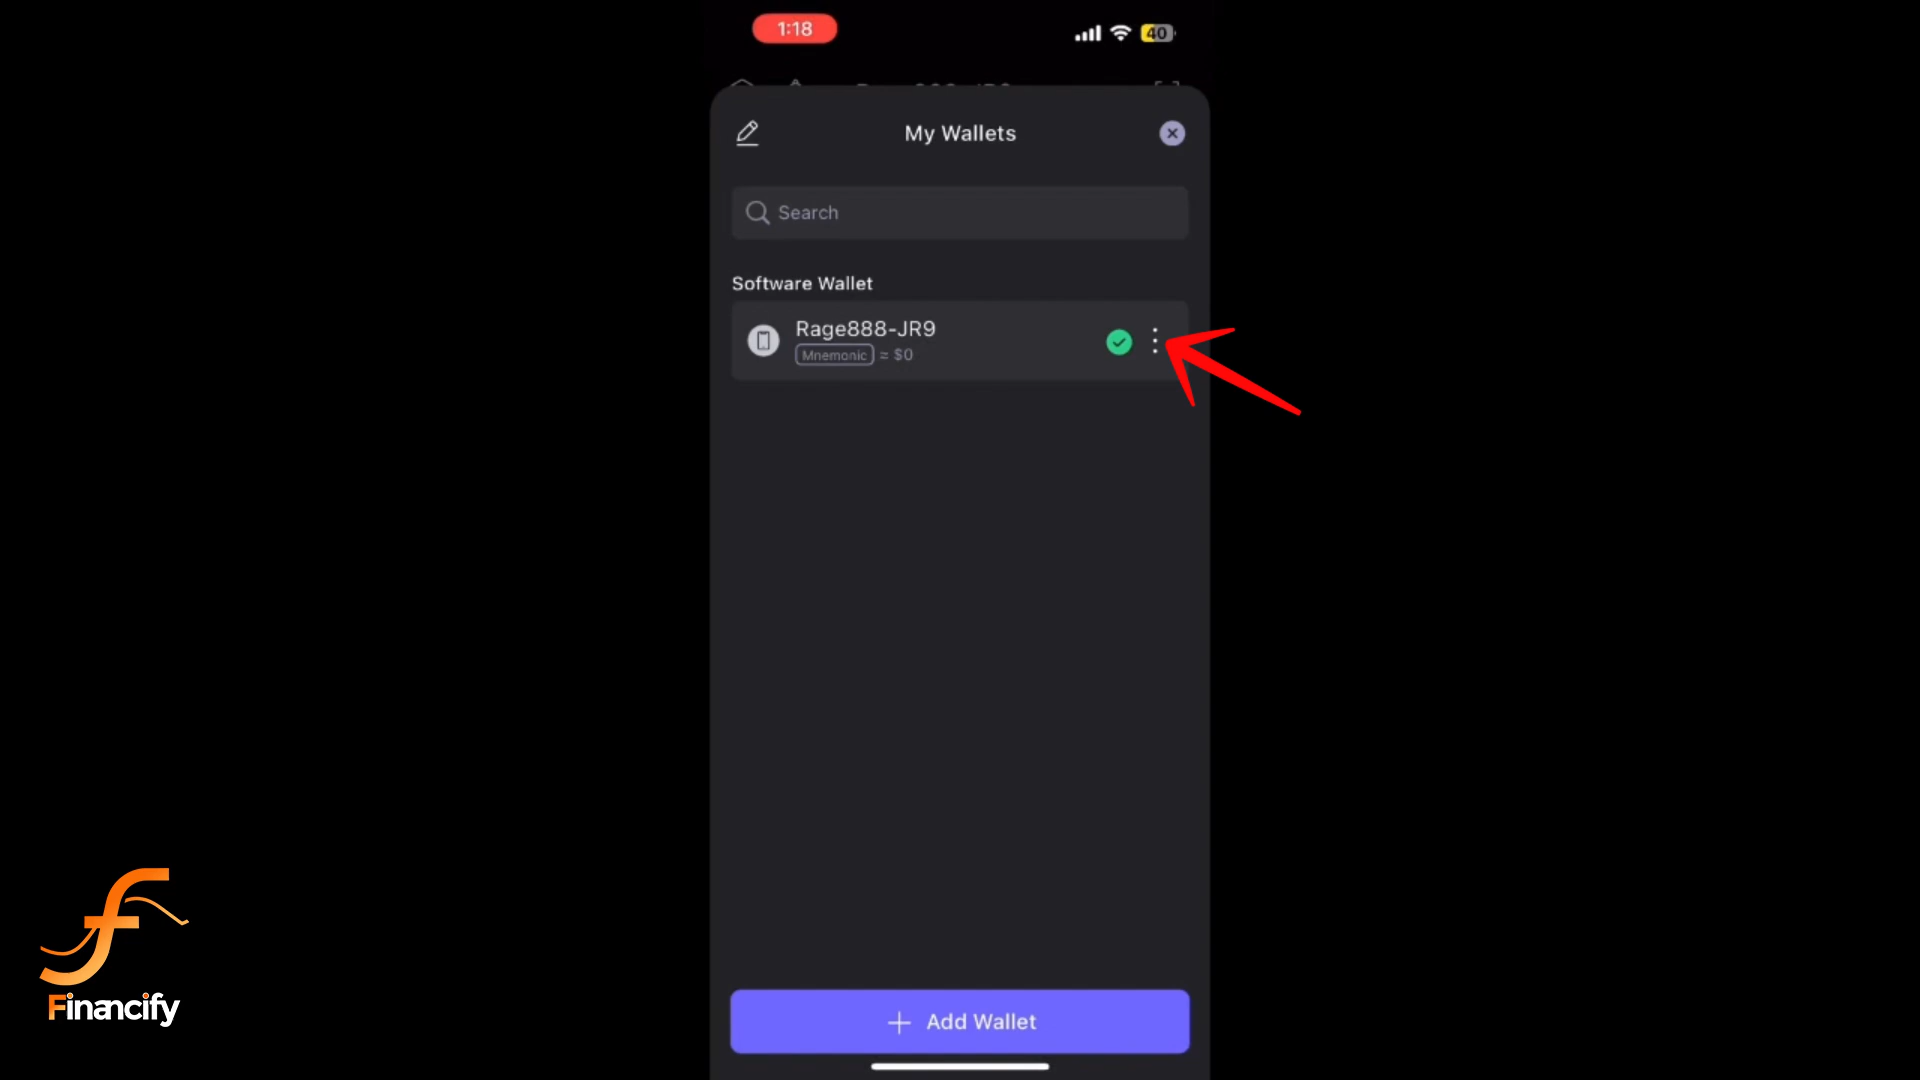 1:18
40
My Wallets
Search
Software Wallet
Rage888-JR9
Mnemonic ≈ $0
Add Wallet
Financify